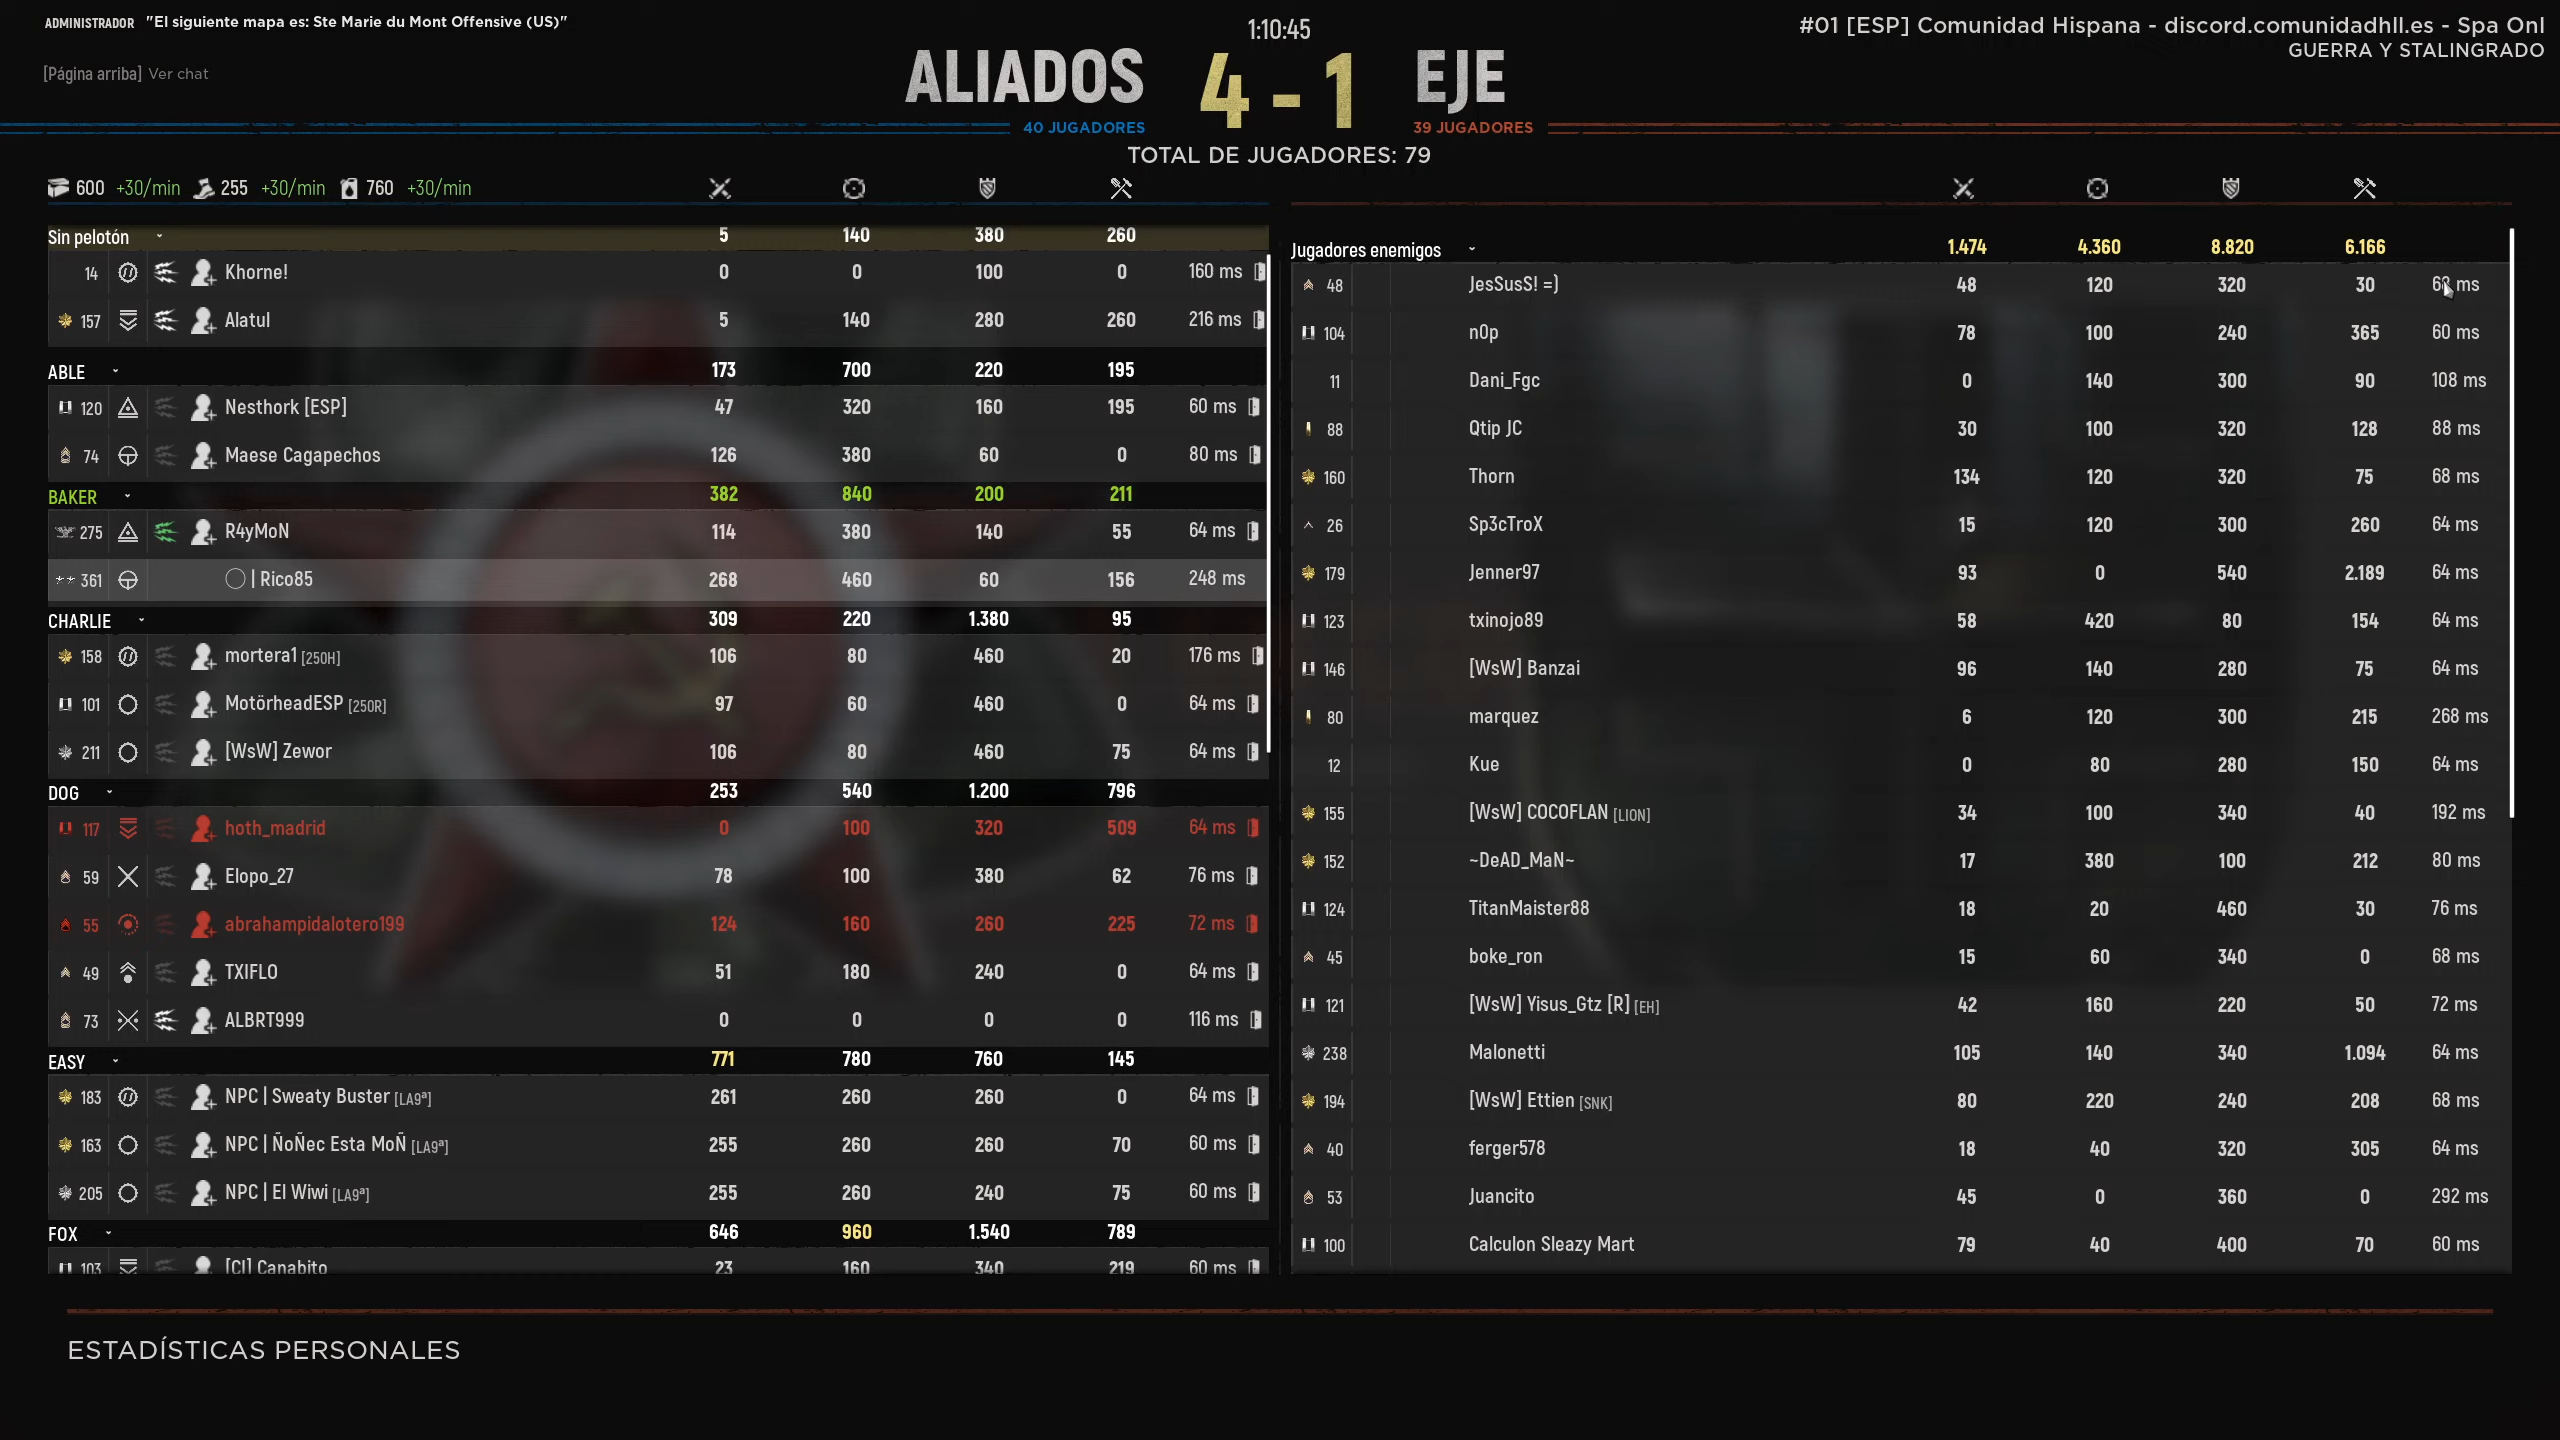 ADMINISTRADOR "El siguiente mapa es: Ste Marie du Mont Offensive (US)"
[Página arriba] Ver chat
1:10:45
ALIADOS 4 - 1 EJE
40 JUGADORES 39 JUGADORES
TOTAL DE JUGADORES: 79
#01 [ESP] Comunidad Hispana - discord.comunidadhll.es - Spa Onl
GUERRA Y STALINGRADO
600 +30/min 255 +30/min 760 +30/min
Sin pelotón 5 140 380 260
14 Khorne! 0 0 100 0 160 ms
157 Alatul 5 140 280 260 216 ms
ABLE 173 700 220 195
120 Nesthork [ESP] 47 320 160 195 60 ms
74 Maese Cagapechos 126 380 60 0 80 ms
BAKER 382 840 200 211
275 R4yMoN 114 380 140 55 64 ms
361 ◯ | Rico85 268 460 60 156 248 ms
CHARLIE 309 220 1.380 95
158 mortera1 [250H] 106 80 460 20 176 ms
101 MotörheadESP [250R] 97 60 460 0 64 ms
211 [WsW] Zewor 106 80 460 75 64 ms
DOG 253 540 1.200 796
117 hoth_madrid 0 100 320 509 64 ms
59 Elopo_27 78 100 380 62 76 ms
55 abrahampidalotero199 124 160 260 225 72 ms
49 TXIFLO 51 180 240 0 64 ms
73 ALBRT999 0 0 0 0 116 ms
EASY 771 780 760 145
183 NPC | Sweaty Buster [LA9ª] 261 260 260 0 64 ms
163 NPC | ÑoÑec Esta MoÑ [LA9ª] 255 260 260 70 60 ms
205 NPC | El Wiwi [LA9ª] 255 260 240 75 60 ms
FOX 646 960 1.540 789
103 [CI] Canabito 23 160 340 219 60 ms
Jugadores enemigos 1.474 4.360 8.820 6.166
48 JesSusS! =) 48 120 320 30 ms
104 n0p 78 100 240 365 60 ms
11 Dani_Fgc 0 140 300 90 108 ms
88 Qtip JC 30 100 320 128 88 ms
160 Thorn 134 120 320 75 68 ms
26 Sp3cTroX 15 120 300 260 64 ms
179 Jenner97 93 0 540 2.189 64 ms
123 txinojo89 58 420 80 154 64 ms
146 [WsW] Banzai 96 140 280 75 64 ms
80 marquez 6 120 300 215 268 ms
12 Kue 0 80 280 150 64 ms
155 [WsW] COCOFLAN [LION] 34 100 340 40 192 ms
152 ~DeAD_MaN~ 17 380 100 212 80 ms
124 TitanMaister88 18 20 460 30 76 ms
45 boke_ron 15 60 340 0 68 ms
121 [WsW] Yisus_Gtz [R] [EH] 42 160 220 50 72 ms
238 Malonetti 105 140 340 1.094 64 ms
194 [WsW] Ettien [SNK] 80 220 240 208 68 ms
40 ferger578 18 40 320 305 64 ms
53 Juancito 45 0 360 0 292 ms
100 Calculon Sleazy Mart 79 40 400 70 60 ms
ESTADÍSTICAS PERSONALES